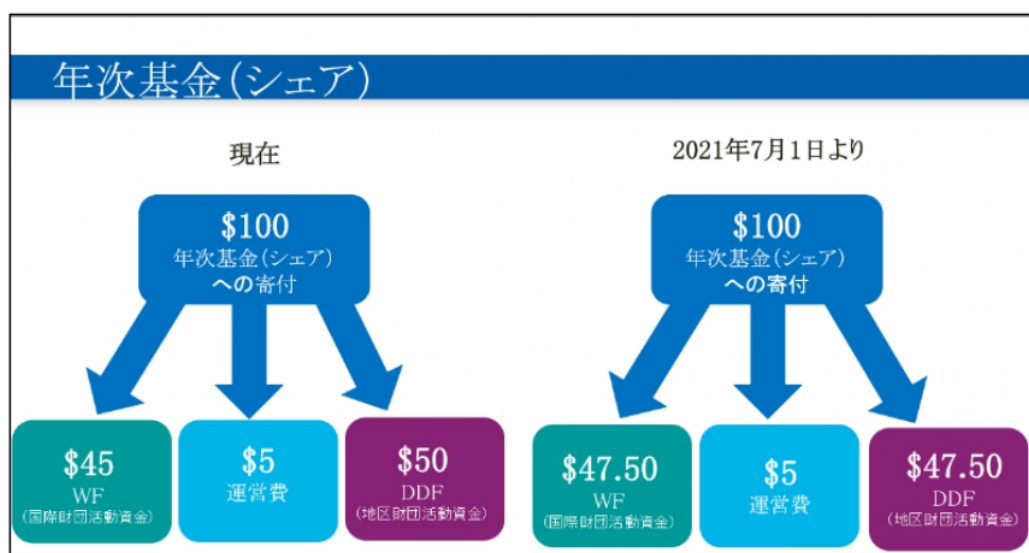 年次基金(シェア)
現在
$100
年次基金(シェア)
への寄付
$45
WF
(国際財団活動資金)
$5
運営費
$50
DDF
(地区財団活動資金)
2021年7月1日より
$100
年次基金(シェア)
への寄付
$47.50
WF
(国際財団活動資金)
$5
運営費
$47.50
DDF
(地区財団活動資金)